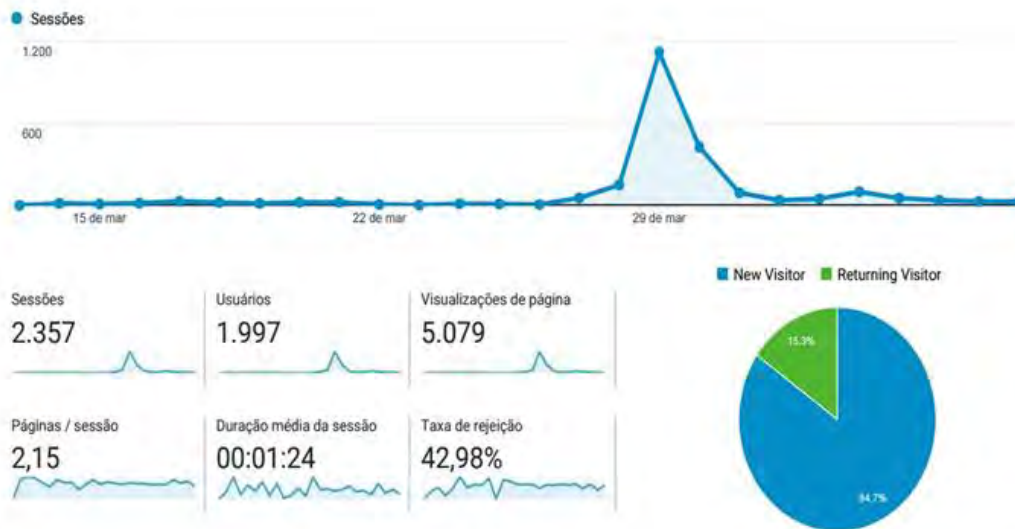 Sessões
1.200
600
15 de mar
22 de mar
29 de mar
New Visitor
Returning Visitor
Sessões
2.357
Usuários
1.997
Visualizações de página
5.079
Páginas / sessão
2,15
Duração média da sessão
00:01:24
Taxa de rejeição
42,98%
15.3%
84.7%